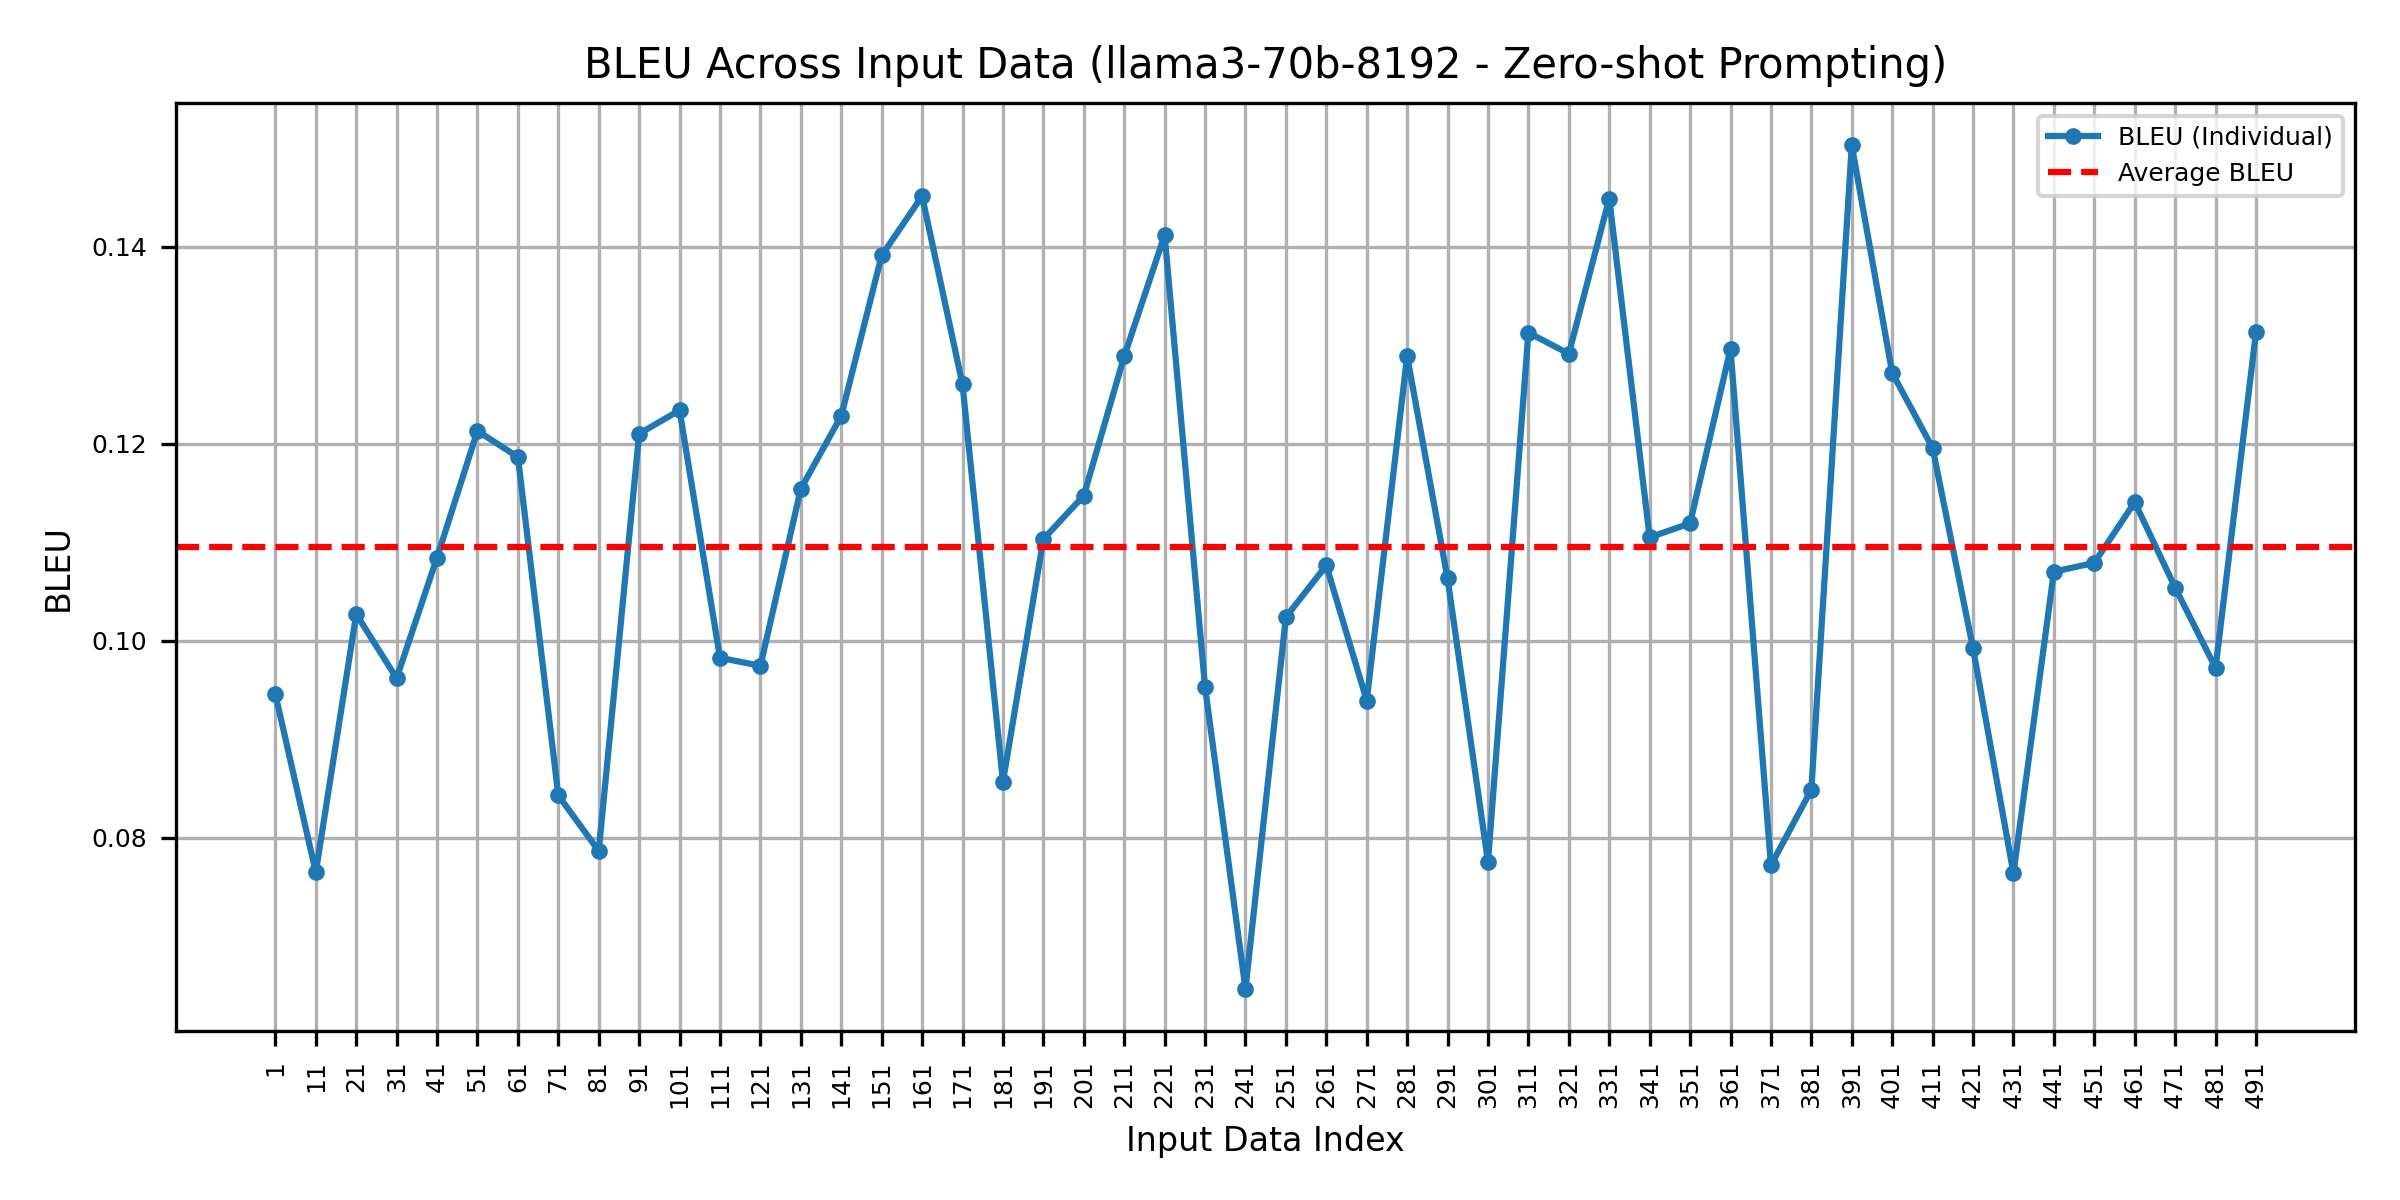 BLEU Across Input Data (llama3-70b-8192 - Zero-shot Prompting)
BLEU (Individual)
Average BLEU
0.14
0.12
0.10
0.08
BLEU
1 11 21 31 41 51 61 71 81 91 101 111 121 131 141 151 161 171 181 191 201 211 221 231 241 251 261 271 281 291 301 311 321 331 341 351 361 371 381 391 401 411 421 431 441 451 461 471 481 491
Input Data Index